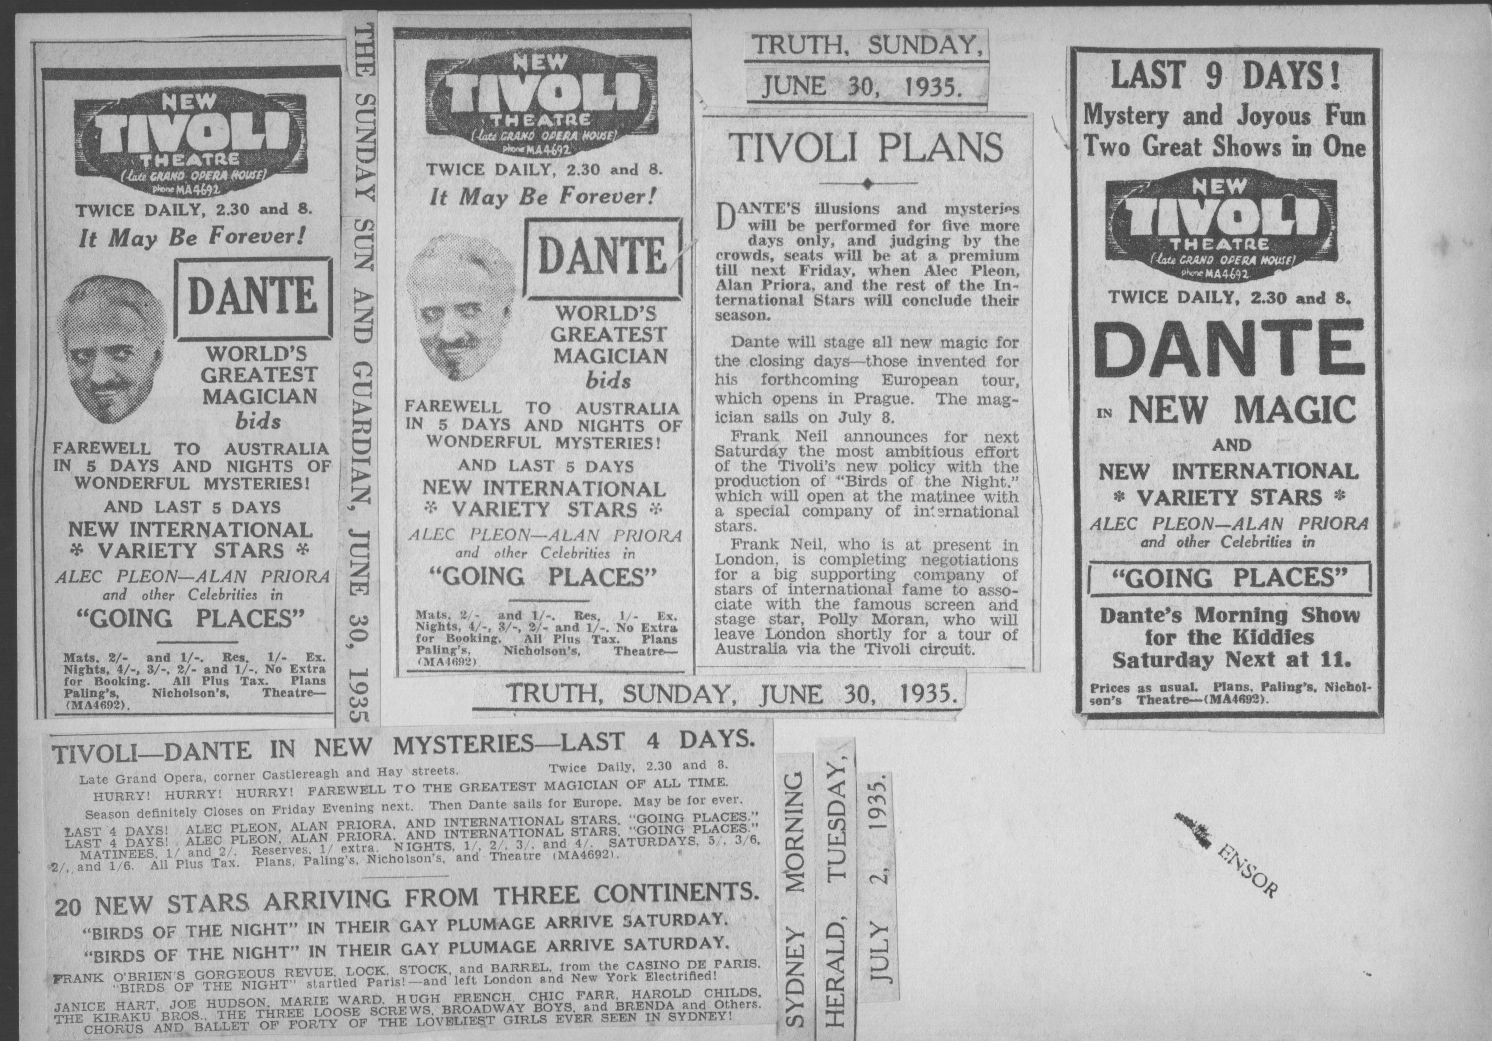 NEW
TIVOLI
THEATRE
(late GRAND OPERA HOUSE)
phone MA4692
TWICE DAILY, 2.30 and 8.
It May Be Forever!
DANTE
WORLD'S
GREATEST
MAGICIAN
bids
FAREWELL TO AUSTRALIA
IN 5 DAYS AND NIGHTS OF
WONDERFUL MYSTERIES!
AND LAST 5 DAYS
NEW INTERNATIONAL
* VARIETY STARS *
ALEC PLEON—ALAN PRIORA
and other Celebrities in
"GOING PLACES"
Mats. 2/- and 1/-. Res. 1/- Ex.
Nights, 4/-, 3/-, 2/- and 1/-. No Extra
for Booking. All Plus Tax. Plans
Paling's, Nicholson's, Theatre—
(MA4692).
THE SUNDAY SUN AND GUARDIAN, JUNE 30, 1935
NEW
TIVOLI
THEATRE
(late GRAND OPERA HOUSE)
phone MA4692
TWICE DAILY, 2.30 and 8.
It May Be Forever!
DANTE
WORLD'S
GREATEST
MAGICIAN
bids
FAREWELL TO AUSTRALIA
IN 5 DAYS AND NIGHTS OF
WONDERFUL MYSTERIES!
AND LAST 5 DAYS
NEW INTERNATIONAL
* VARIETY STARS *
ALEC PLEON—ALAN PRIORA
and other Celebrities in
"GOING PLACES"
Mats. 2/- and 1/-. Res. 1/- Ex.
Nights, 4/-, 3/-, 2/- and 1/-. No Extra
for Booking. All Plus Tax. Plans
Paling's, Nicholson's, Theatre—
(MA4692)
TRUTH, SUNDAY, JUNE 30, 1935.
TRUTH, SUNDAY,
JUNE 30, 1935.
TIVOLI PLANS
DANTE'S illusions and mysteries
will be performed for five more
days only, and judging by the
crowds, seats will be at a premium
till next Friday, when Alec Pleon,
Alan Priora, and the rest of the In-
ternational Stars will conclude their
season.
Dante will stage all new magic for
the closing days—those invented for
his forthcoming European tour,
which opens in Prague. The mag-
ician sails on July 8.
Frank Neil announces for next
Saturday the most ambitious effort
of the Tivoli's new policy with the
production of "Birds of the Night."
which will open at the matinee with
a special company of international
stars.
Frank Neil, who is at present in
London, is completing negotiations
for a big supporting company of
stars of international fame to asso-
ciate with the famous screen and
stage star, Polly Moran, who will
leave London shortly for a tour of
Australia via the Tivoli circuit.
LAST 9 DAYS!
Mystery and Joyous Fun
Two Great Shows in One
NEW
TIVOLI
THEATRE
(late GRAND OPERA HOUSE)
phone MA4692
TWICE DAILY, 2.30 and 8.
DANTE
IN NEW MAGIC
AND
NEW INTERNATIONAL
* VARIETY STARS *
ALEC PLEON—ALAN PRIORA
and other Celebrities in
"GOING PLACES"
Dante's Morning Show
for the Kiddies
Saturday Next at 11.
Prices as usual. Plans, Paling's, Nichol-
son's Theatre—(MA4692).
TIVOLI—DANTE IN NEW MYSTERIES—LAST 4 DAYS.
Late Grand Opera, corner Castlereagh and Hay streets. Twice Daily, 2.30 and 8.
HURRY! HURRY! HURRY! FAREWELL TO THE GREATEST MAGICIAN OF ALL TIME.
Season definitely Closes on Friday Evening next. Then Dante sails for Europe. May be for ever.
LAST 4 DAYS! ALEC PLEON, ALAN PRIORA, AND INTERNATIONAL STARS, "GOING PLACES."
LAST 4 DAYS! ALEC PLEON, ALAN PRIORA, AND INTERNATIONAL STARS, "GOING PLACES."
MATINEES, 1/ and 2/. Reserves, 1/ extra. NIGHTS, 1/, 2/, 3/, and 4/. SATURDAYS, 5/, 3/6,
2/, and 1/6. All Plus Tax. Plans, Paling's, Nicholson's, and Theatre (MA4692).
20 NEW STARS ARRIVING FROM THREE CONTINENTS.
"BIRDS OF THE NIGHT" IN THEIR GAY PLUMAGE ARRIVE SATURDAY.
"BIRDS OF THE NIGHT" IN THEIR GAY PLUMAGE ARRIVE SATURDAY.
FRANK O'BRIEN'S GORGEOUS REVUE, LOCK, STOCK, and BARREL, from the CASINO DE PARIS.
"BIRDS OF THE NIGHT" startled Paris!—and left London and New York Electrified!
JANICE HART, JOE HUDSON, MARIE WARD, HUGH FRENCH, CHIC FARR, HAROLD CHILDS,
THE KIRAKU BROS., THE THREE LOOSE SCREWS, BROADWAY BOYS, and BRENDA and Others.
CHORUS AND BALLET OF FORTY OF THE LOVELIEST GIRLS EVER SEEN IN SYDNEY!
SYDNEY MORNING
HERALD, TUESDAY,
JULY 2, 1935.
ENSOR